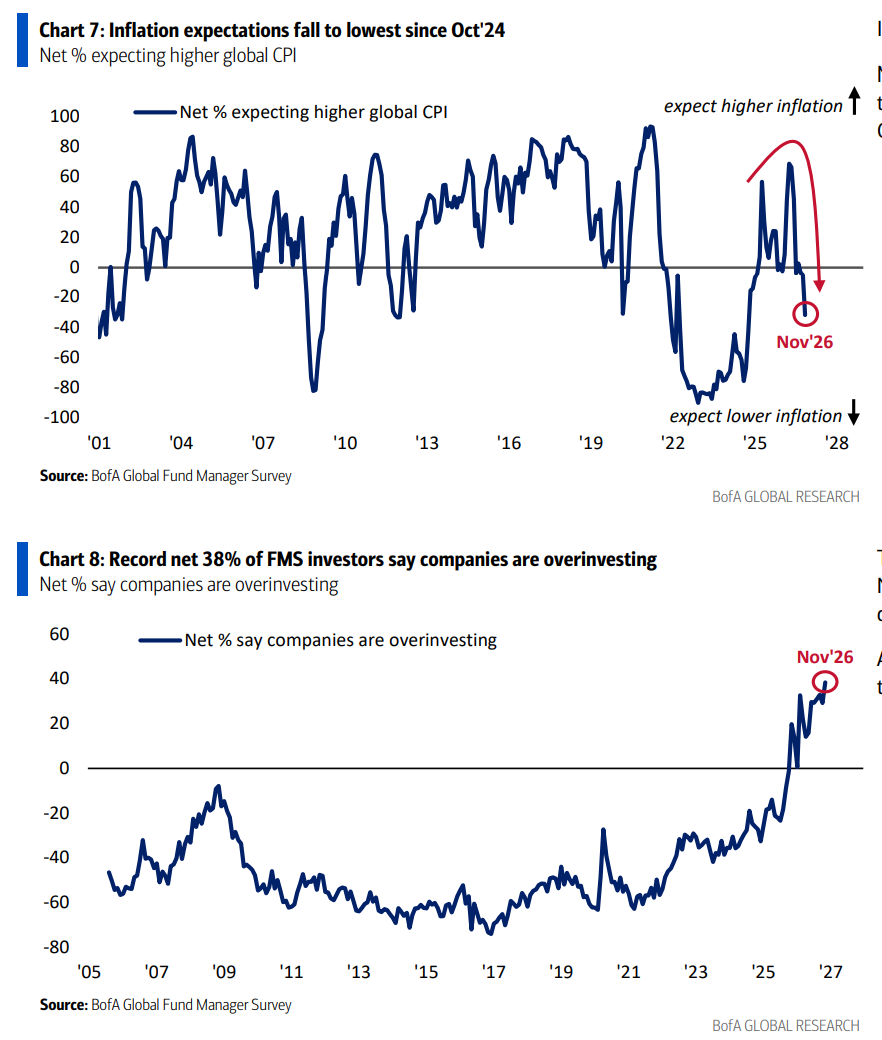 Chart 7: Inflation expectations fall to lowest since Oct'24
Net % expecting higher global CPI
Net % expecting higher global CPI
expect higher inflation
100
80
60
40
20
0
-20
-40
-60
-80
-100
Nov'26
expect lower inflation
'01 '04 '07 '10 '13 '16 '19 '22 '25 '28
Source: BofA Global Fund Manager Survey
BofA GLOBAL RESEARCH
Chart 8: Record net 38% of FMS investors say companies are overinvesting
Net % say companies are overinvesting
Net % say companies are overinvesting
Nov'26
60
40
20
0
-20
-40
-60
-80
'05 '07 '09 '11 '13 '15 '17 '19 '21 '23 '25 '27
Source: BofA Global Fund Manager Survey
BofA GLOBAL RESEARCH